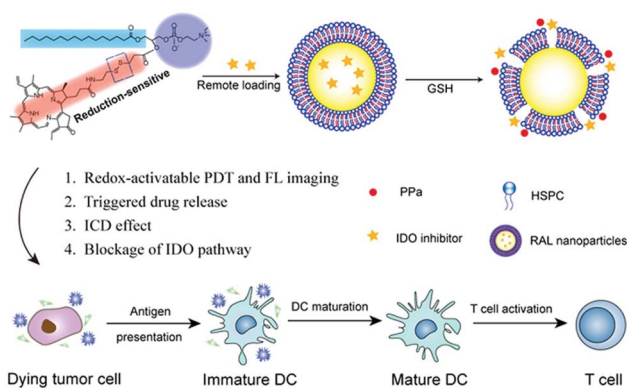 Reduction-sensitive
Remote loading
GSH
1. Redox-activatable PDT and FL imaging
2. Triggered drug release
3. ICD effect
4. Blockage of IDO pathway
PPa
HSPC
IDO inhibitor
RAL nanoparticles
Antigen
presentation
DC maturation
T cell activation
Dying tumor cell
Immature DC
Mature DC
T cell